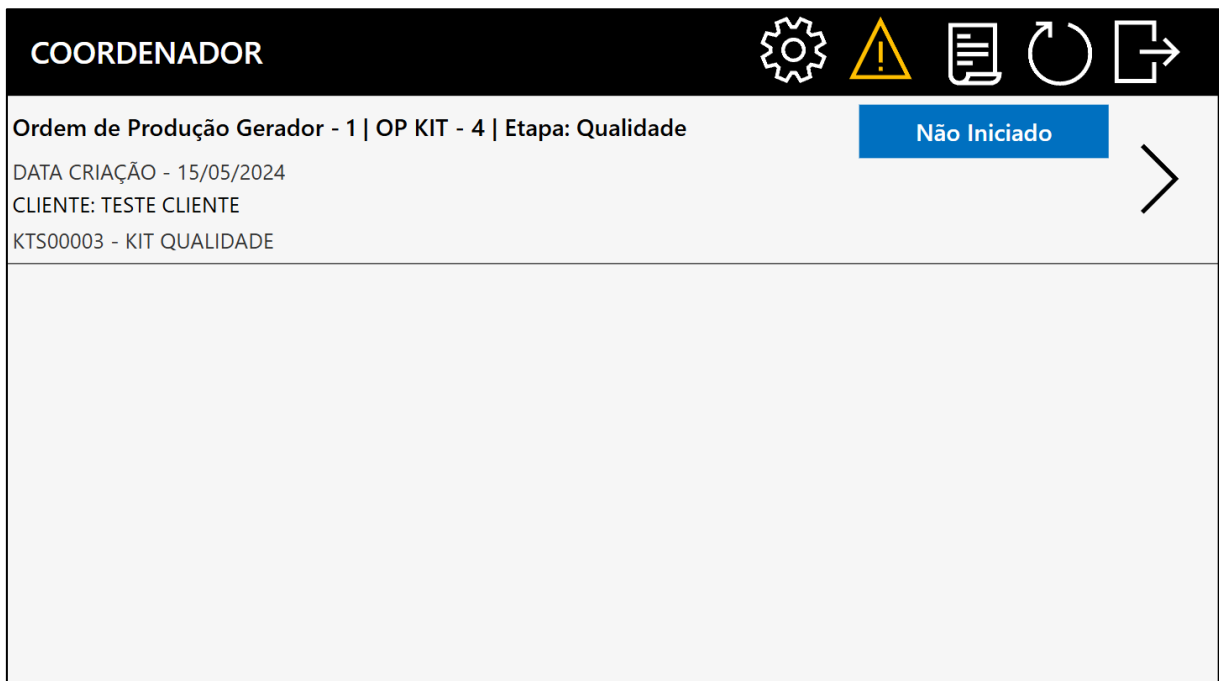 COORDENADOR
Ordem de Produção Gerador - 1 | OP KIT - 4 | Etapa: Qualidade
Não Iniciado
DATA CRIAÇÃO - 15/05/2024
CLIENTE: TESTE CLIENTE
KTS00003 - KIT QUALIDADE